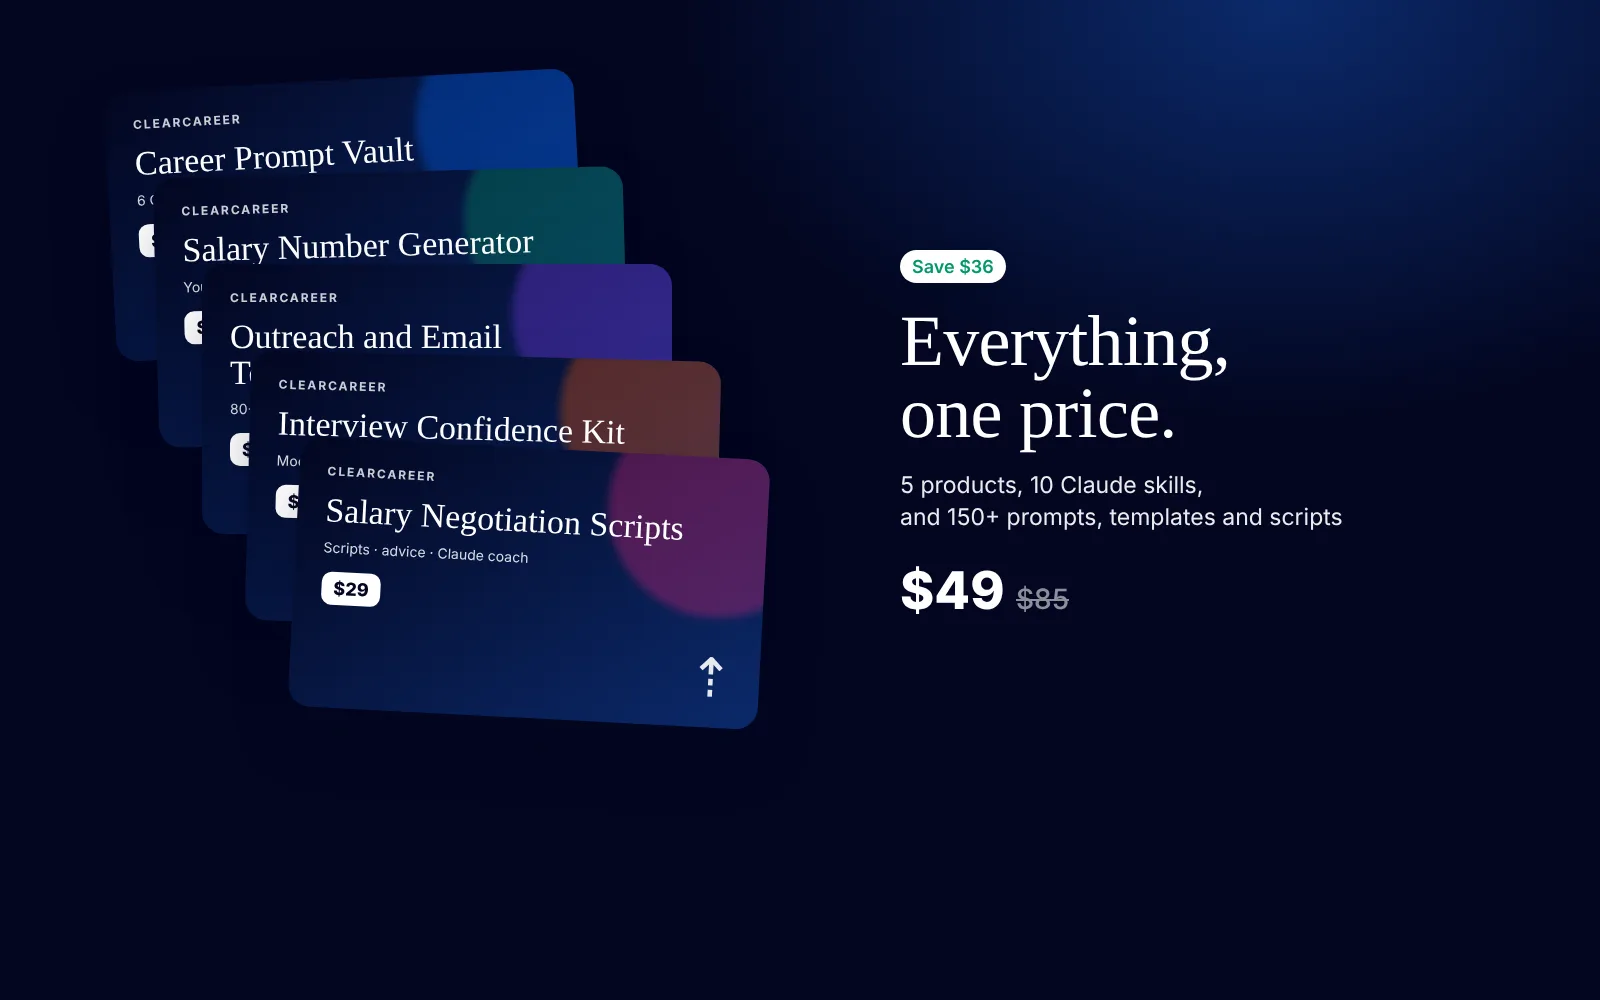 CLEARCAREER
Career Prompt Vault
6
CLEARCAREER
Salary Number Generator
CLEARCAREER
Outreach and Email
80
CLEARCAREER
Interview Confidence Kit
$
CLEARCAREER
Salary Negotiation Scripts
Scripts · advice · Claude coach
$29
Save $36
Everything,
one price.
5 products, 10 Claude skills,
and 150+ prompts, templates and scripts
$49 $85